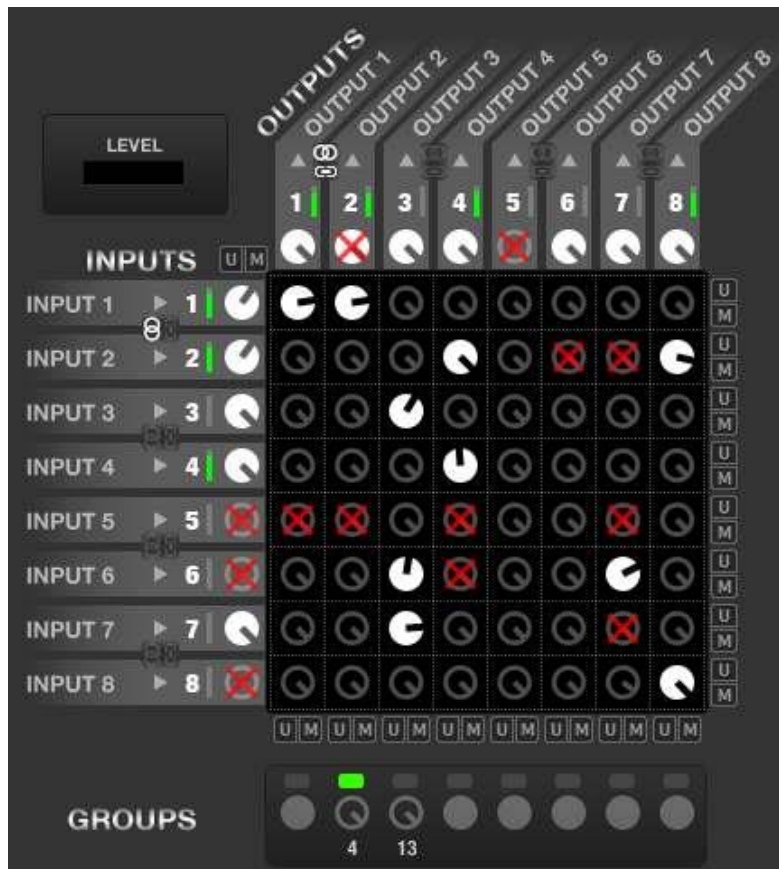 OUTPUTS
OUTPUT 1
OUTPUT 2
OUTPUT 3
OUTPUT 4
OUTPUT 5
OUTPUT 6
OUTPUT 7
OUTPUT 8
LEVEL
1 2 3 4 5 6 7 8
INPUTS U M
INPUT 1 1 U M
INPUT 2 2 U M
INPUT 3 3 U M
INPUT 4 4 U M
INPUT 5 5 U M
INPUT 6 6 U M
INPUT 7 7 U M
INPUT 8 8 U M
U M U M U M U M U M U M U M U M
GROUPS
4 13